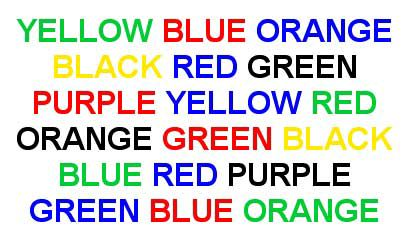 YELLOW BLUE ORANGE
BLACK RED GREEN
PURPLE YELLOW RED
ORANGE GREEN BLACK
BLUE RED PURPLE
GREEN BLUE ORANGE